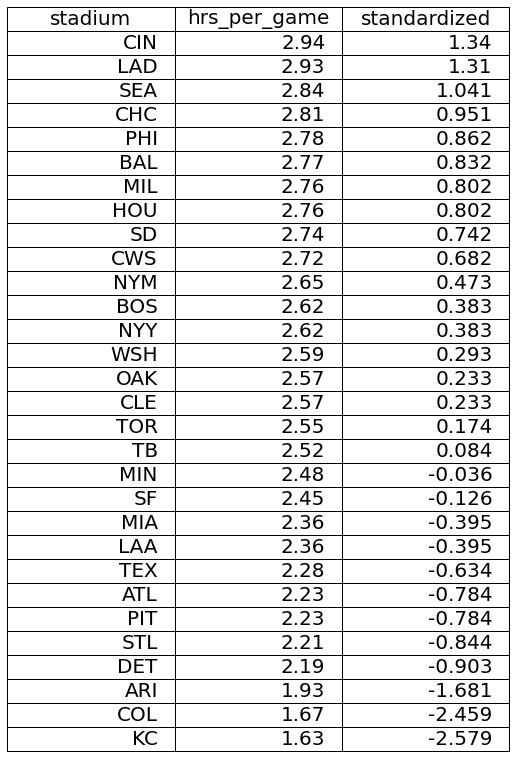 stadium hrs_per_game standardized
CIN 2.94 1.34
LAD 2.93 1.31
SEA 2.84 1.041
CHC 2.81 0.951
PHI 2.78 0.862
BAL 2.77 0.832
MIL 2.76 0.802
HOU 2.76 0.802
SD 2.74 0.742
CWS 2.72 0.682
NYM 2.65 0.473
BOS 2.62 0.383
NYY 2.62 0.383
WSH 2.59 0.293
OAK 2.57 0.233
CLE 2.57 0.233
TOR 2.55 0.174
TB 2.52 0.084
MIN 2.48 -0.036
SF 2.45 -0.126
MIA 2.36 -0.395
LAA 2.36 -0.395
TEX 2.28 -0.634
ATL 2.23 -0.784
PIT 2.23 -0.784
STL 2.21 -0.844
DET 2.19 -0.903
ARI 1.93 -1.681
COL 1.67 -2.459
KC 1.63 -2.579